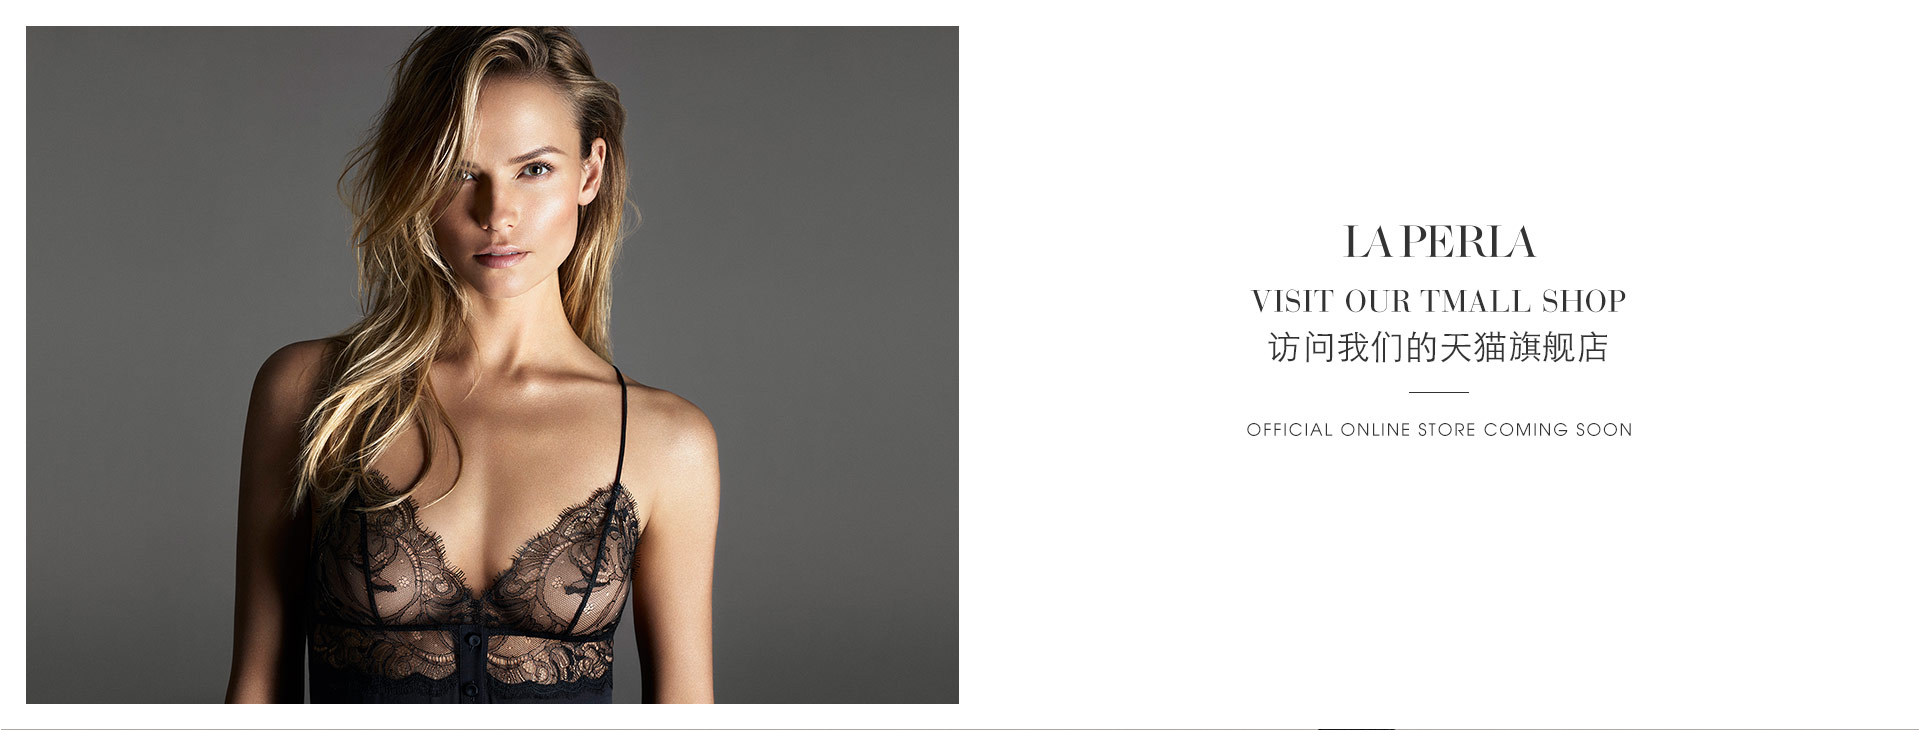 LA PERLA
VISIT OUR TMALL SHOP
访问我们的天猫旗舰店
OFFICIAL ONLINE STORE COMING SOON